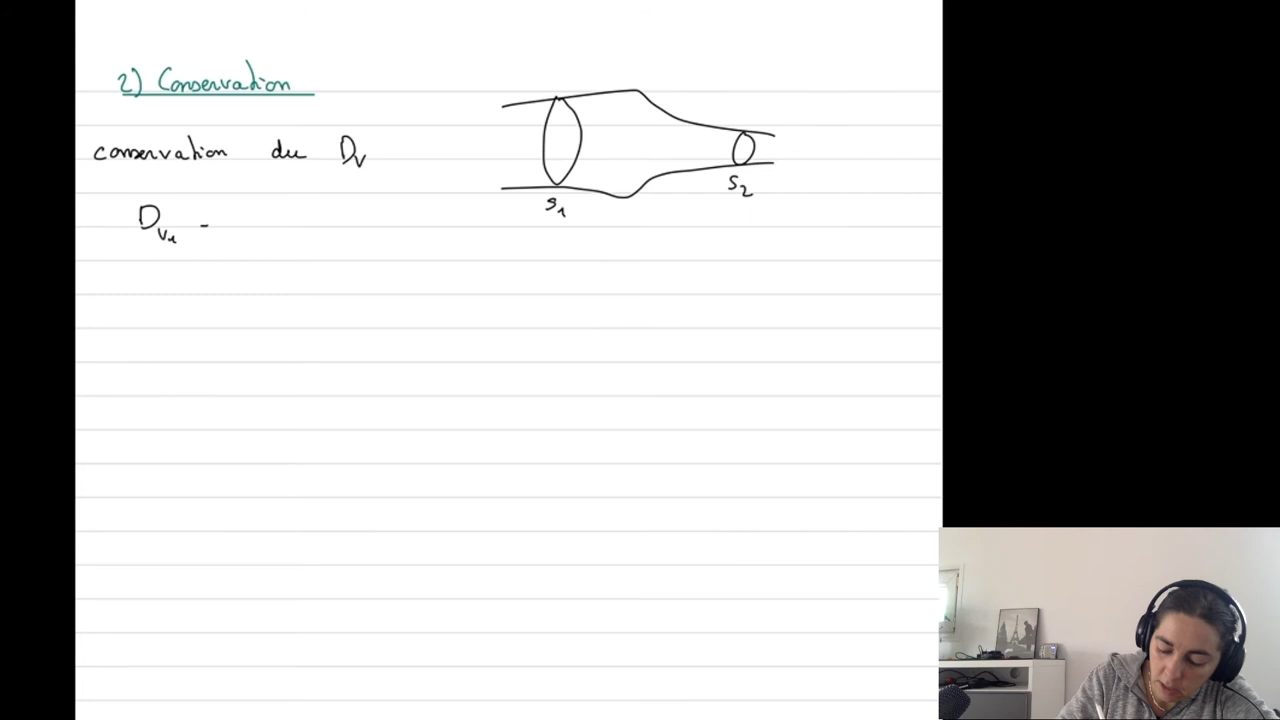 2) Conservation
conservation du Dv
Dv1 -
S1
S2